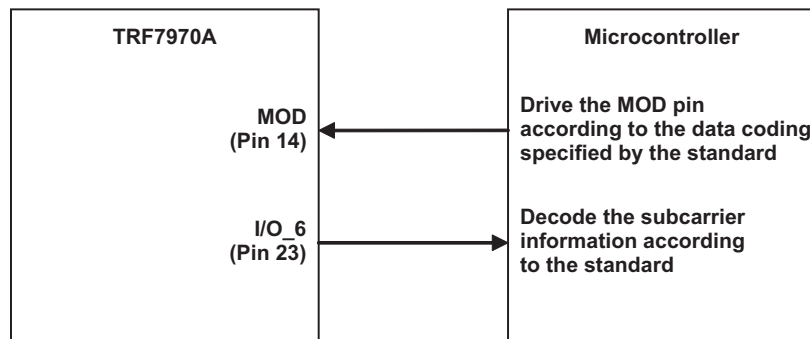 TRF7970A
Microcontroller
MOD
(Pin 14)
Drive the MOD pin
according to the data coding
specified by the standard
I/O_6
(Pin 23)
Decode the subcarrier
information according
to the standard